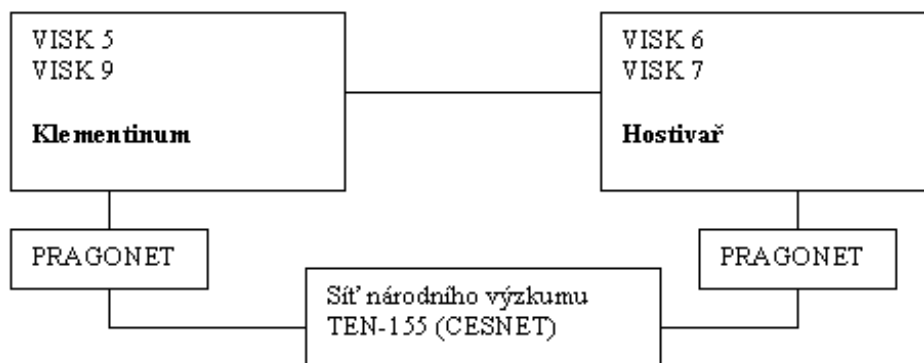 VISK 5
VISK 9
Klementinum
VISK 6
VISK 7
Hostivař
PRAGONET
PRAGONET
Síť národního výzkumu
TEN-155 (CESNET)